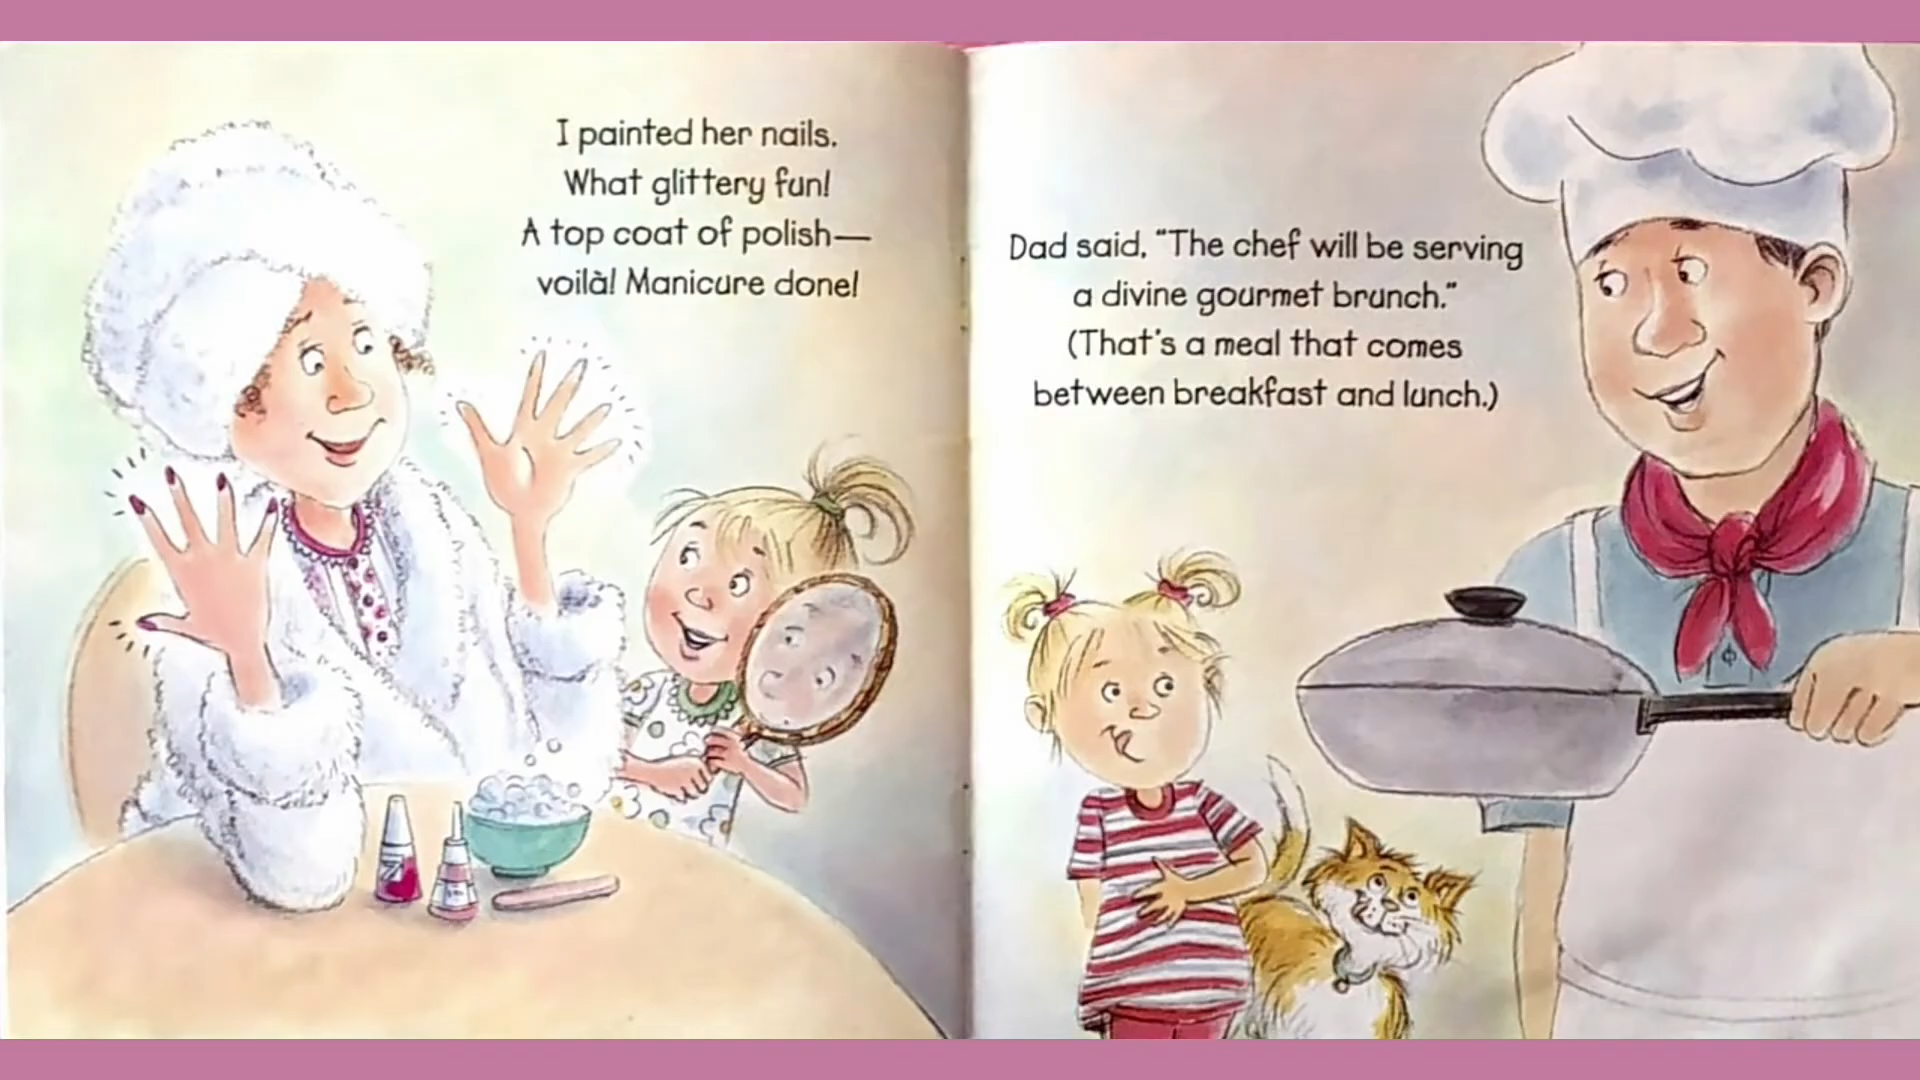 I painted her nails.
What glittery fun!
A top coat of polish—
voilà! Manicure done!
Dad said, "The chef will be serving
a divine gourmet brunch."
(That's a meal that comes
between breakfast and lunch.)